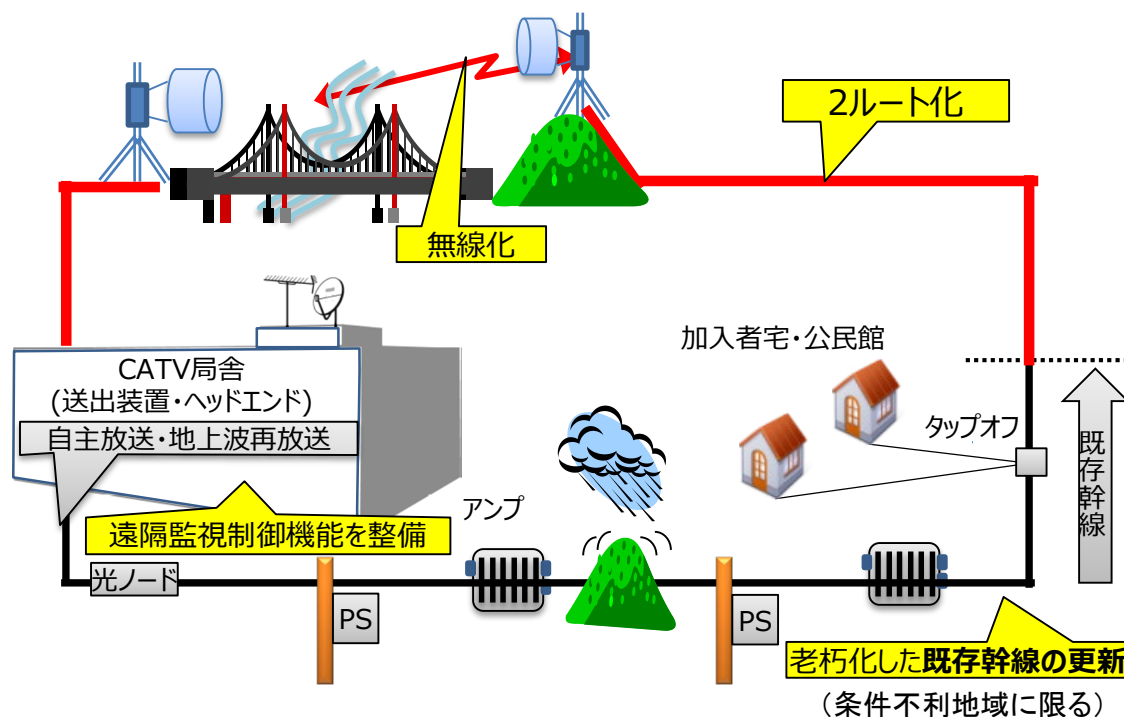 2ルート化
無線化
加入者宅・公民館
CATV局舎
(送出装置・ヘッドエンド)
自主放送・地上波再放送
タップオフ
既存幹線
アンプ
遠隔監視制御機能を整備
光ノード
PS
PS
老朽化した既存幹線の更新
（条件不利地域に限る）